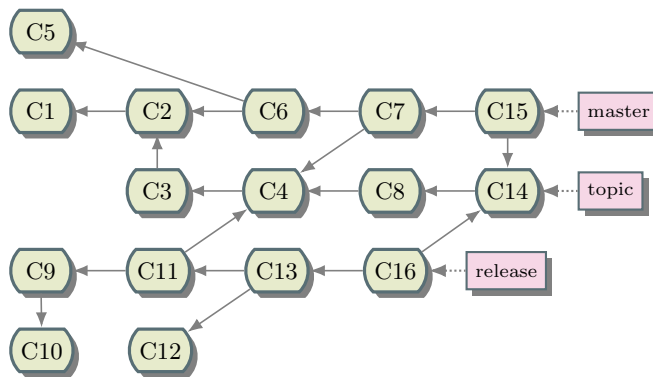 C5
C1 C2 C6 C7 C15 master
C3 C4 C8 C14 topic
C9 C11 C13 C16 release
C10 C12